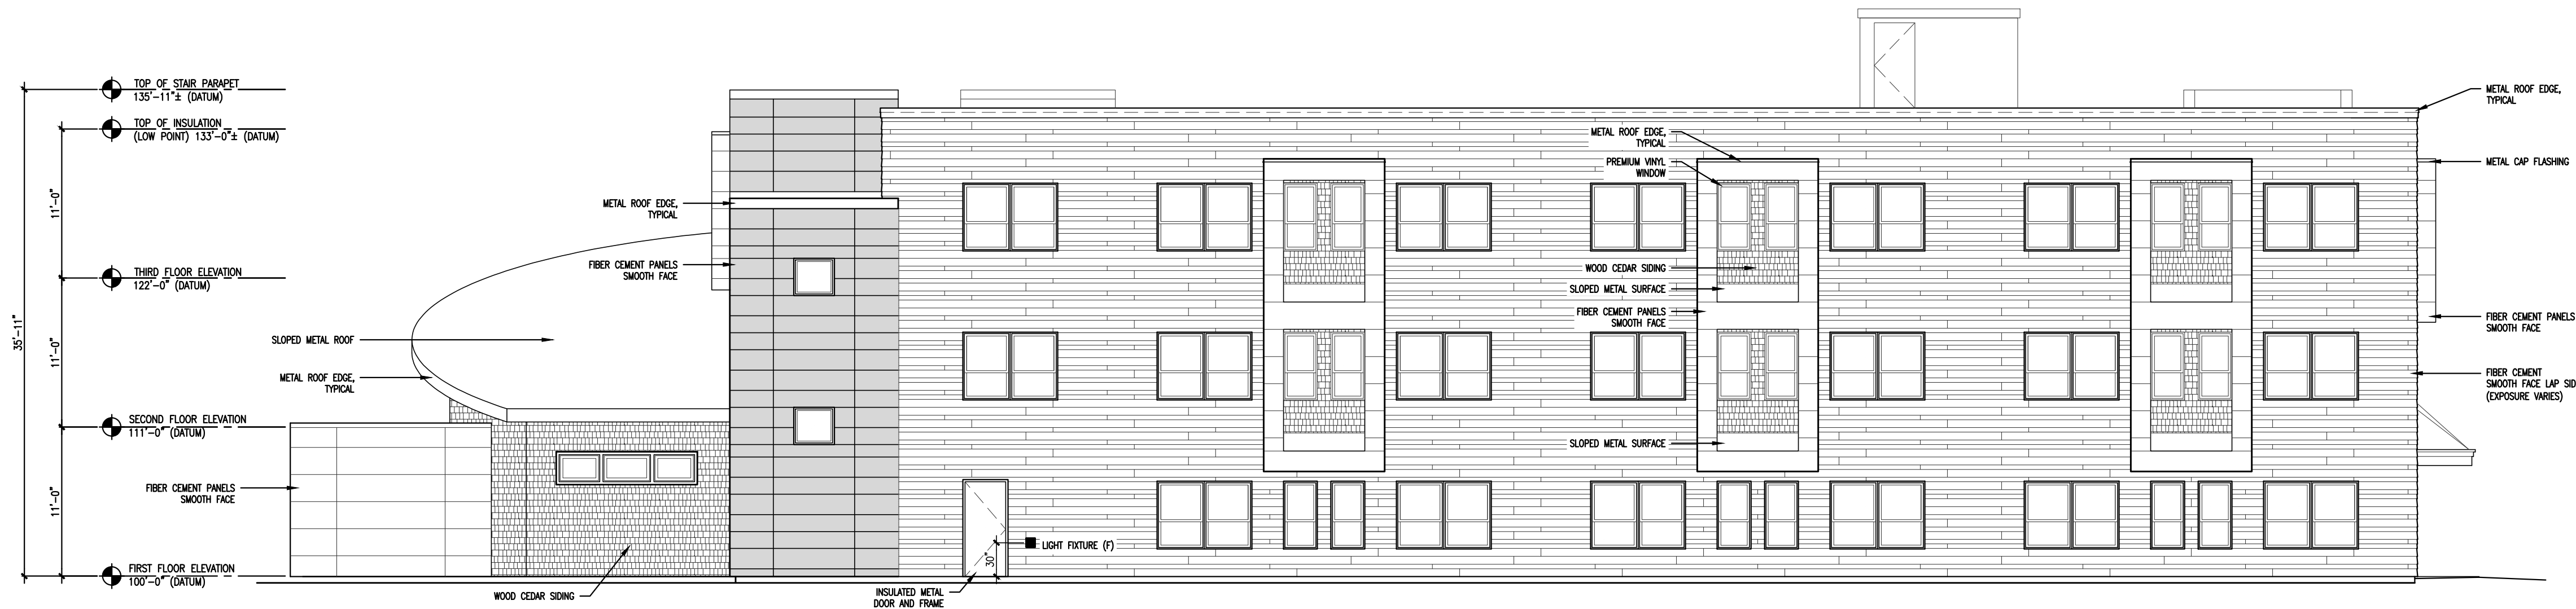 TOP OF STAIR PARAPET
135'-11"± (DATUM)
TOP OF INSULATION
(LOW POINT) 133'-0"± (DATUM)
THIRD FLOOR ELEVATION
122'-0" (DATUM)
SECOND FLOOR ELEVATION
111'-0" (DATUM)
FIRST FLOOR ELEVATION
100'-0" (DATUM)
35'-11"
11'-0"
11'-0"
11'-0"
SLOPED METAL ROOF
METAL ROOF EDGE,
TYPICAL
FIBER CEMENT PANELS
SMOOTH FACE
METAL ROOF EDGE,
TYPICAL
FIBER CEMENT PANELS
SMOOTH FACE
WOOD CEDAR SIDING
INSULATED METAL
DOOR AND FRAME
30"
LIGHT FIXTURE (F)
METAL ROOF EDGE,
TYPICAL
PREMIUM VINYL
WINDOW
WOOD CEDAR SIDING
SLOPED METAL SURFACE
FIBER CEMENT PANELS
SMOOTH FACE
SLOPED METAL SURFACE
METAL ROOF EDGE,
TYPICAL
METAL CAP FLASHING
FIBER CEMENT PANELS
SMOOTH FACE
FIBER CEMENT
SMOOTH FACE LAP SID
(EXPOSURE VARIES)